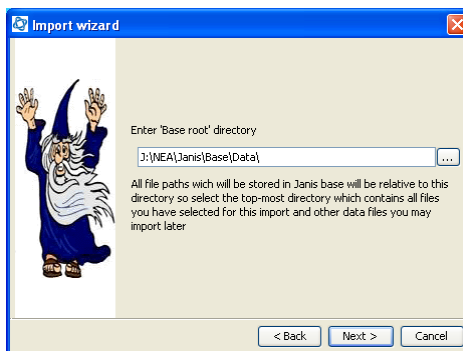 Import wizard
Enter 'Base root' directory
J:\NEA\Janis\Base\Data\
...
All file paths wich will be stored in Janis base will be relative to this
directory so select the top-most directory which contains all files
you have selected for this import and other data files you may
import later
< Back Next > Cancel